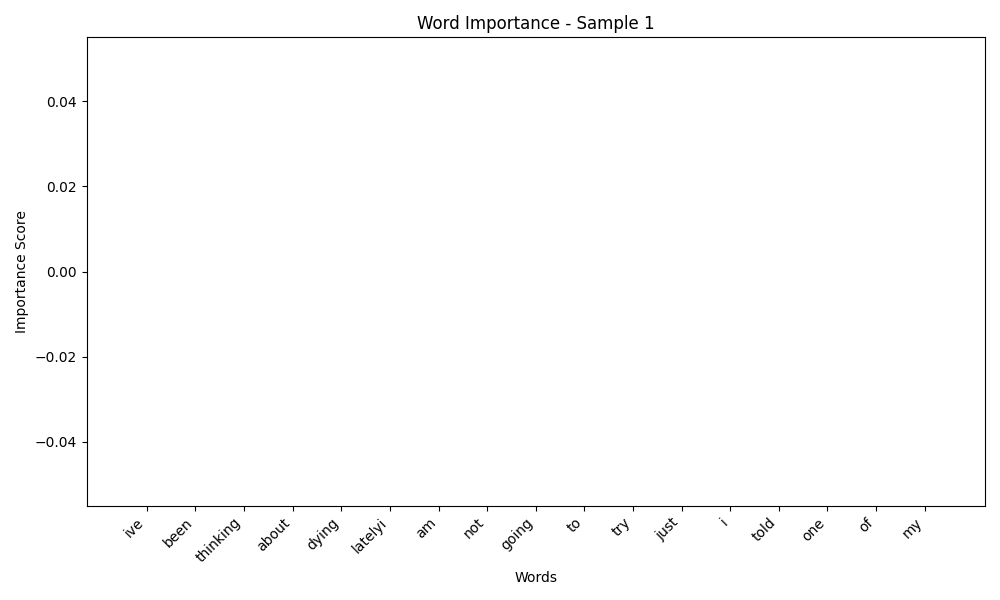 Word Importance - Sample 1
Importance Score
0.04
0.02
0.00
−0.02
−0.04
ive been thinking about dying latelyi am not going to try just i told one of my
Words